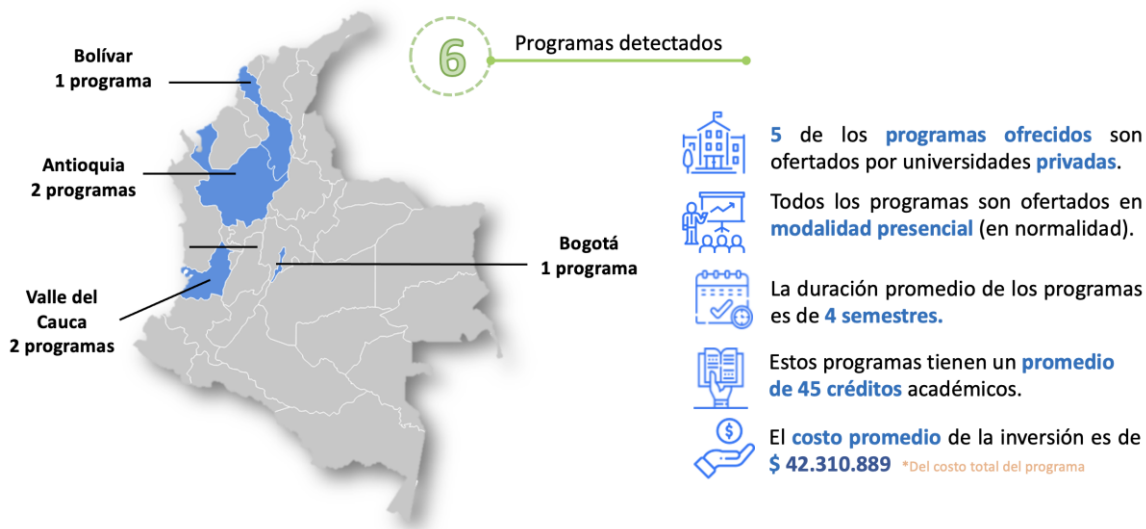 Bolívar
1 programa
Antioquia
2 programas
Valle del
Cauca
2 programas
Bogotá
1 programa
6
Programas detectados
5 de los programas ofrecidos son
ofertados por universidades privadas.
Todos los programas son ofertados en
modalidad presencial (en normalidad).
La duración promedio de los programas
es de 4 semestres.
Estos programas tienen un promedio
de 45 créditos académicos.
El costo promedio de la inversión es de
$ 42.310.889 *Del costo total del programa